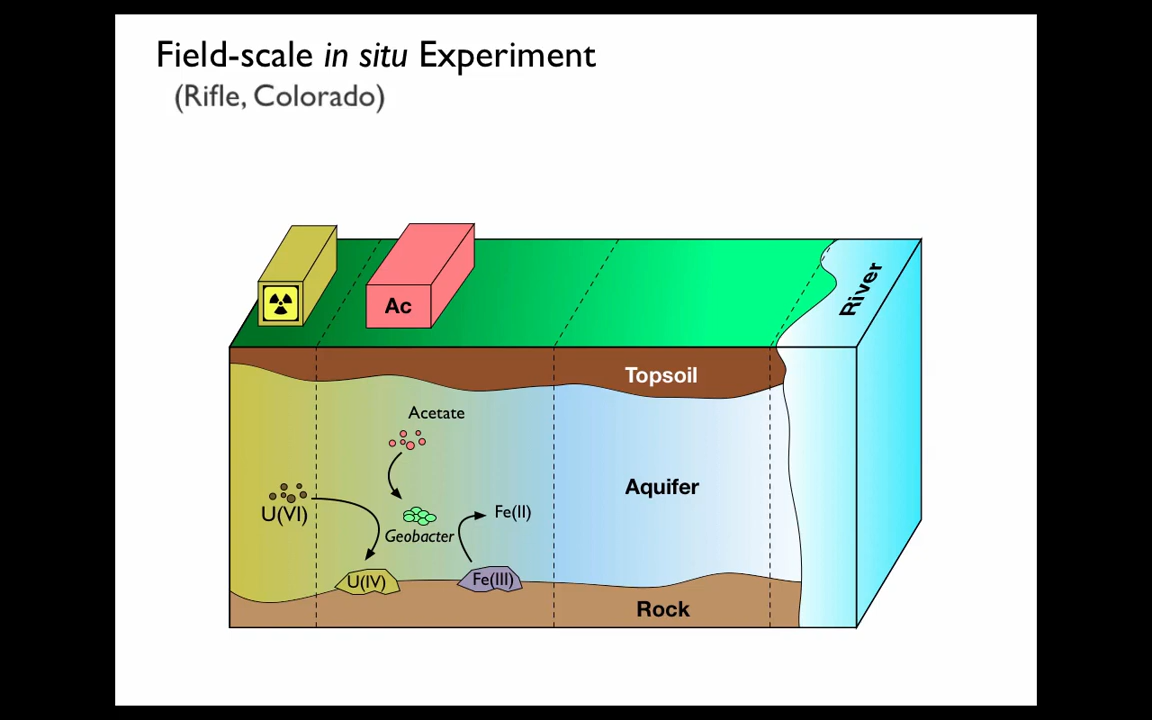 Field-scale in situ Experiment
(Rifle, Colorado)
Ac
River
Topsoil
Acetate
Aquifer
U(VI)
Fe(II)
Geobacter
U(IV)
Fe(III)
Rock